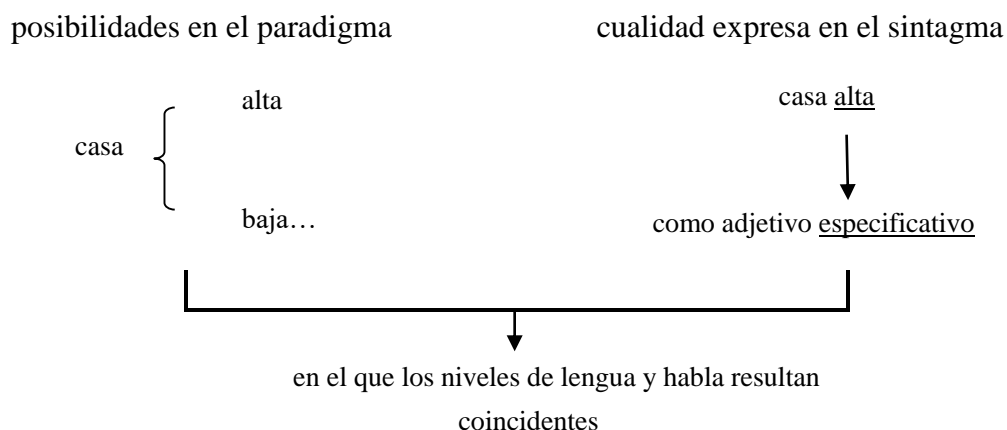 posibilidades en el paradigma
cualidad expresa en el sintagma
alta
casa alta
casa
baja…
como adjetivo especificativo
en el que los niveles de lengua y habla resultan
coincidentes